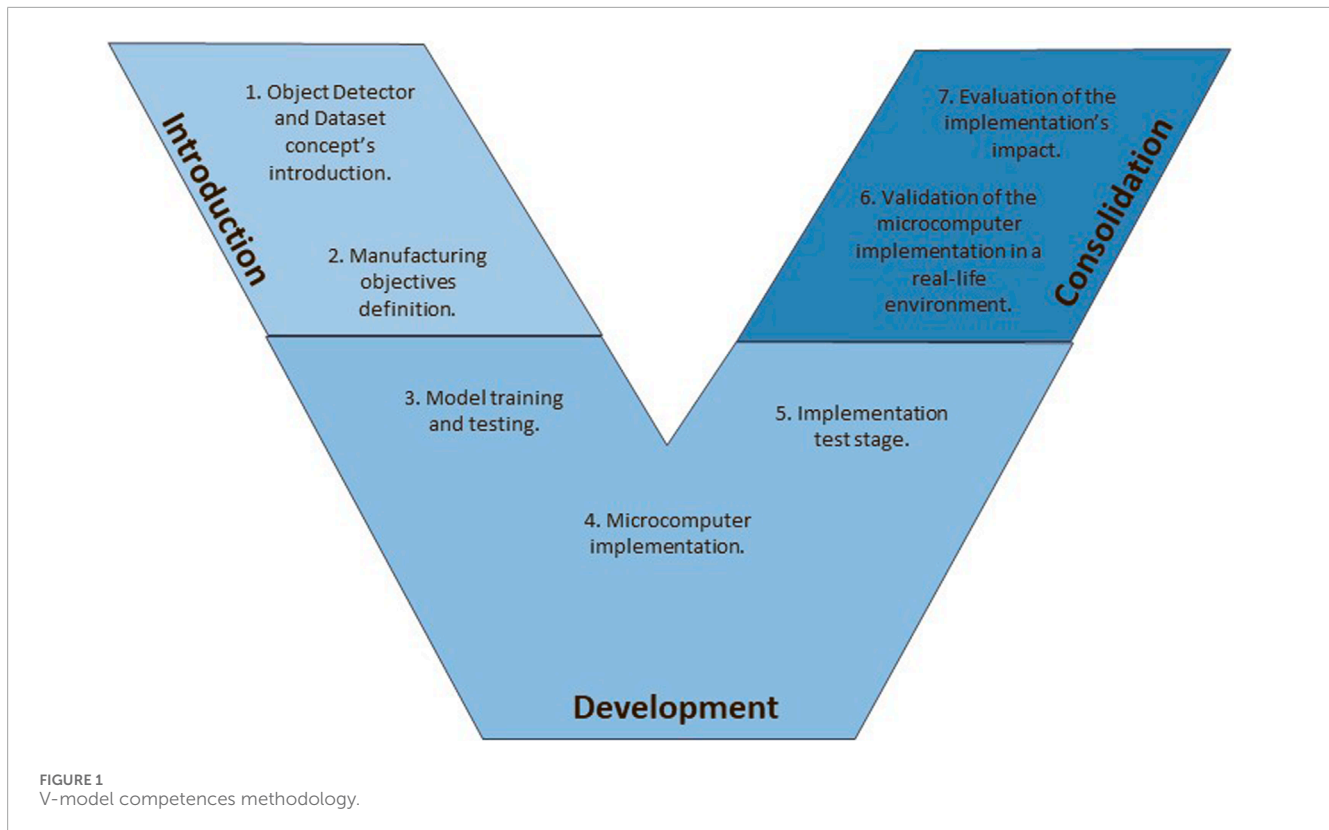 Introduction
1. Object Detector
and Dataset
concept's
introduction.
2. Manufacturing
objectives
definition.
3. Model training
and testing.
4. Microcomputer
implementation.
Development
5. Implementation
test stage.
6. Validation of the
microcomputer
implementation in a
real-life
environment.
7. Evaluation of the
implementation's
impact.
Consolidation
FIGURE 1
V-model competences methodology.